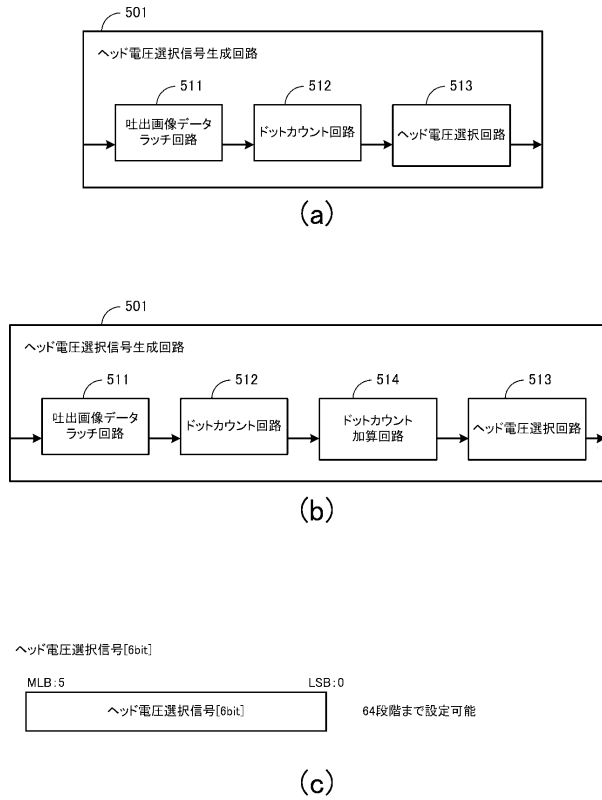 501
ヘッド電圧選択信号生成回路
511
512
513
吐出画像データ
ラッチ回路
ドットカウント回路
ヘッド電圧選択回路
(a)
501
ヘッド電圧選択信号生成回路
511
512
514
513
吐出画像データ
ラッチ回路
ドットカウント回路
ドットカウント
加算回路
ヘッド電圧選択回路
(b)
ヘッド電圧選択信号[6bit]
MLB:5
LSB:0
ヘッド電圧選択信号[6bit]
64段階まで設定可能
(c)